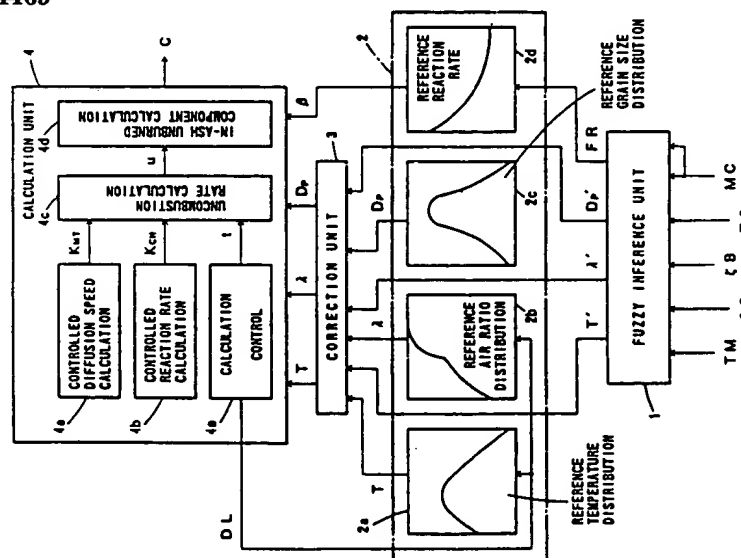 CALCULATION UNIT
4
CONTROLLED
DIFFUSION SPEED
CALCULATION
4a
CONTROLLED
REACTION RATE
CALCULATION
4b
CALCULATION
CONTROL
4e
KMT
KCH
t
UNCOMBUSTION
RATE CALCULATION
4c
u
IN-ASH UNBURNED
COMPONENT CALCULATION
4d
C
DL
T
λ
DP
β
CORRECTION UNIT
3
T
λ
DP
2
2a
REFERENCE
TEMPERATURE
DISTRIBUTION
REFERENCE
AIR RATIO
DISTRIBUTION
2b
2c
REFERENCE
GRAIN SIZE
DISTRIBUTION
REFERENCE
REACTION
RATE
2d
T'
λ'
DP'
FR
FUZZY INFERENCE UNIT
1
TM
ζB
MC